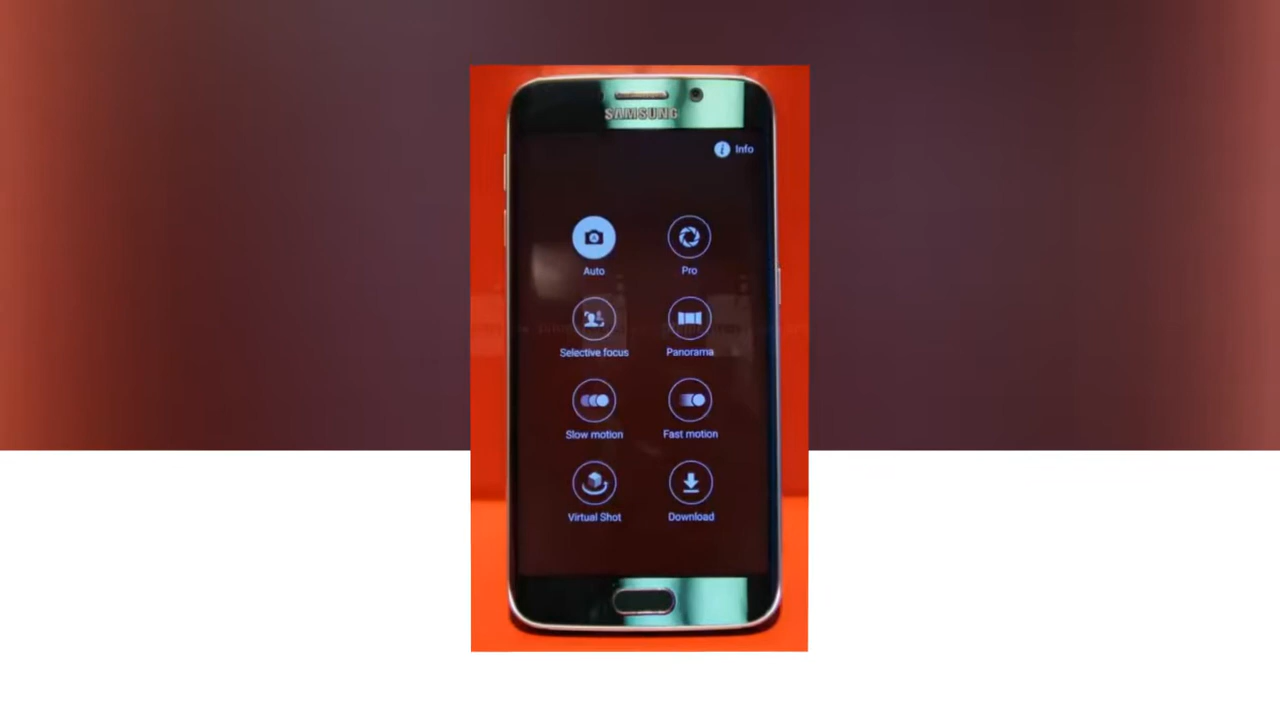 SAMSUNG
Info
Auto
Pro
Selective focus
Panorama
Slow motion
Fast motion
Virtual Shot
Download